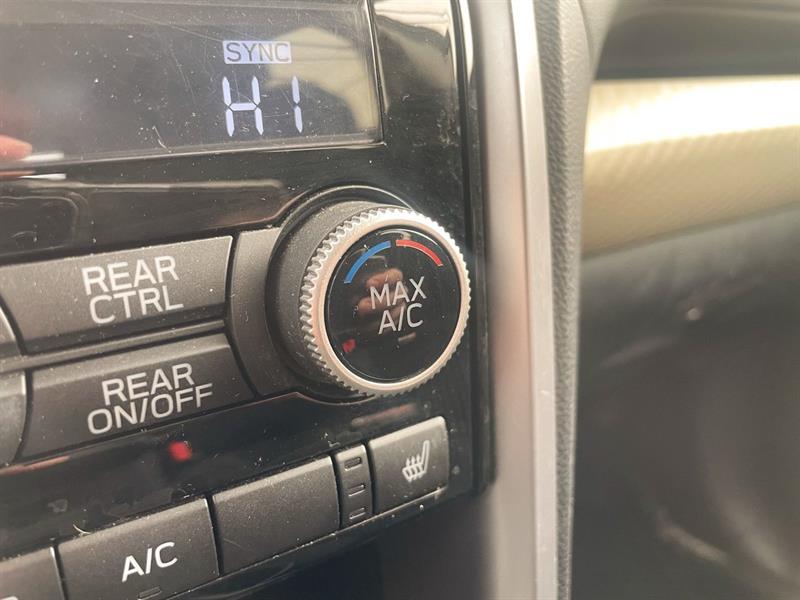 SYNC
HI
REAR
CTRL
MAX
A/C
REAR
ON/OFF
A/C